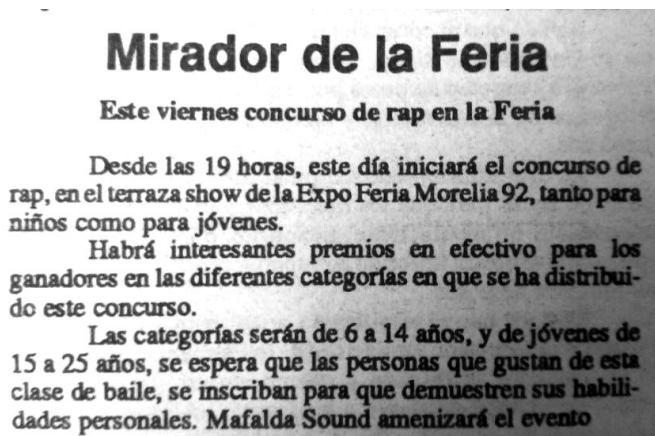 Mirador de la Feria
Este viernes concurso de rap en la Feria
Desde las 19 horas, este día iniciará el concurso de
rap, en el terraza show de la Expo Feria Morelia 92, tanto para
niños como para jóvenes.
Habrá interesantes premios en efectivo para los
ganadores en las diferentes categorías en que se ha distribui-
do este concurso.
Las categorías serán de 6 a 14 años, y de jóvenes de
15 a 25 años, se espera que las personas que gustan de esta
clase de baile, se inscriban para que demuestren sus habili-
dades personales. Mafalda Sound amenizará el evento